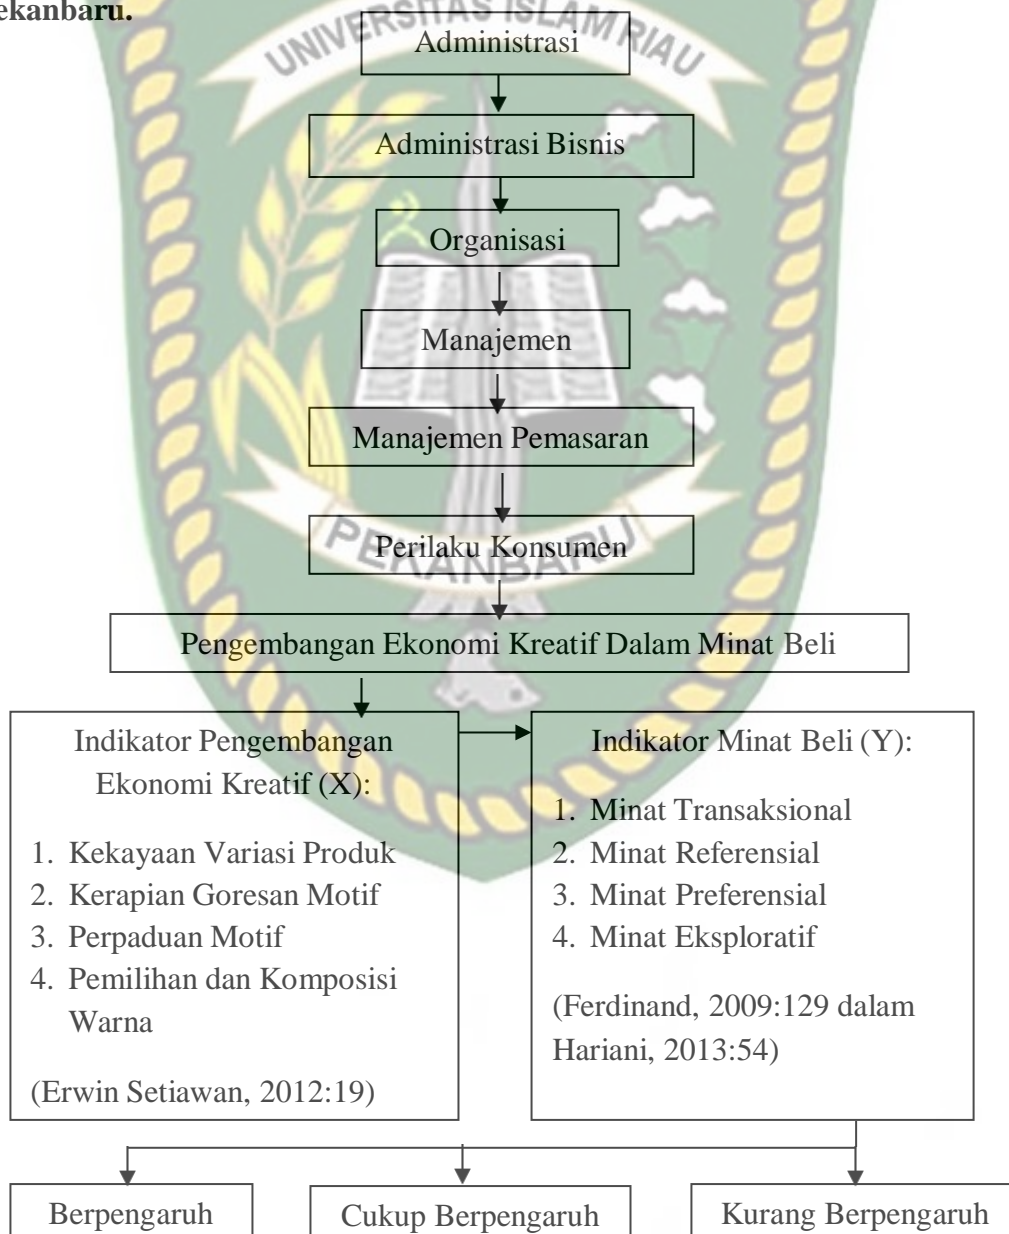 ekanbaru.
UNIVERSITAS ISLAM RIAU
Administrasi
Administrasi Bisnis
Organisasi
Manajemen
Manajemen Pemasaran
PEKANBARU
Perilaku Konsumen
Pengembangan Ekonomi Kreatif Dalam Minat Beli
Indikator Pengembangan
Ekonomi Kreatif (X):
1. Kekayaan Variasi Produk
2. Kerapian Goresan Motif
3. Perpaduan Motif
4. Pemilihan dan Komposisi
Warna
(Erwin Setiawan, 2012:19)
Indikator Minat Beli (Y):
1. Minat Transaksional
2. Minat Referensial
3. Minat Preferensial
4. Minat Eksploratif
(Ferdinand, 2009:129 dalam
Hariani, 2013:54)
Berpengaruh
Cukup Berpengaruh
Kurang Berpengaruh